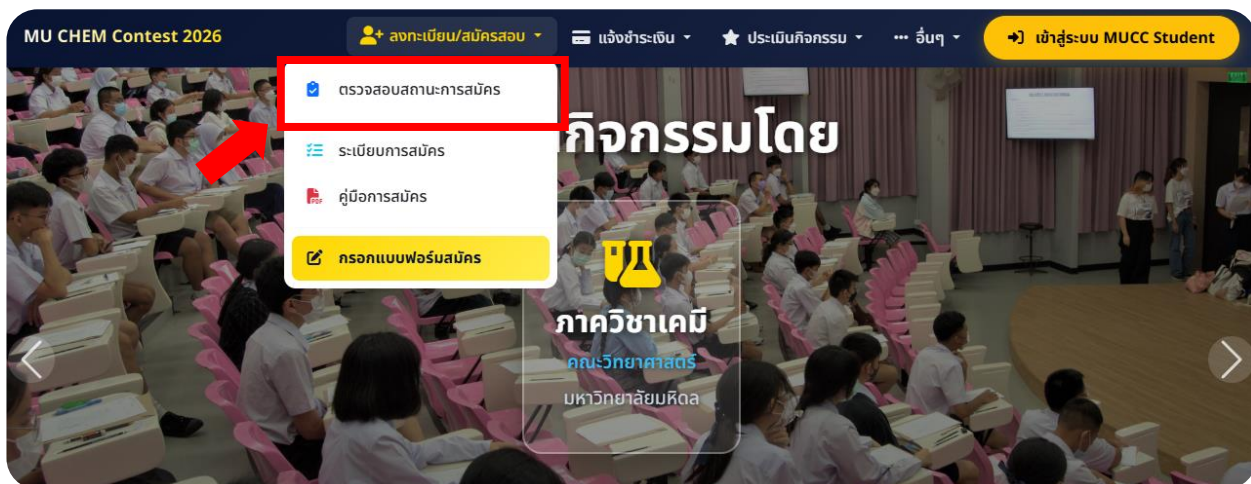 MU CHEM Contest 2026
ลงทะเบียน/สมัครสอบ
แจ้งชำระเงิน
ประเมินกิจกรรม
อื่นๆ
เข้าสู่ระบบ MUCC Student
ตรวจสอบสถานะการสมัคร
ระเบียบการสมัคร
PDF
คู่มือการสมัคร
กรอกแบบฟอร์มสมัคร
กิจกรรมโดย
ภาควิชาเคมี
คณะวิทยาศาสตร์
มหาวิทยาลัยมหิดล